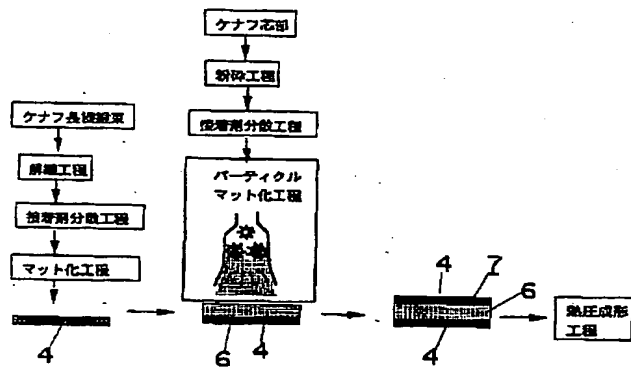 ケナフ芯部
粉砕工程
接着剤分散工程
パーティクル
マット化工程
ケナフ長繊維束
解繊工程
接着剤分散工程
マット化工程
4
6
4
4
7
6
4
熱圧成形
工程